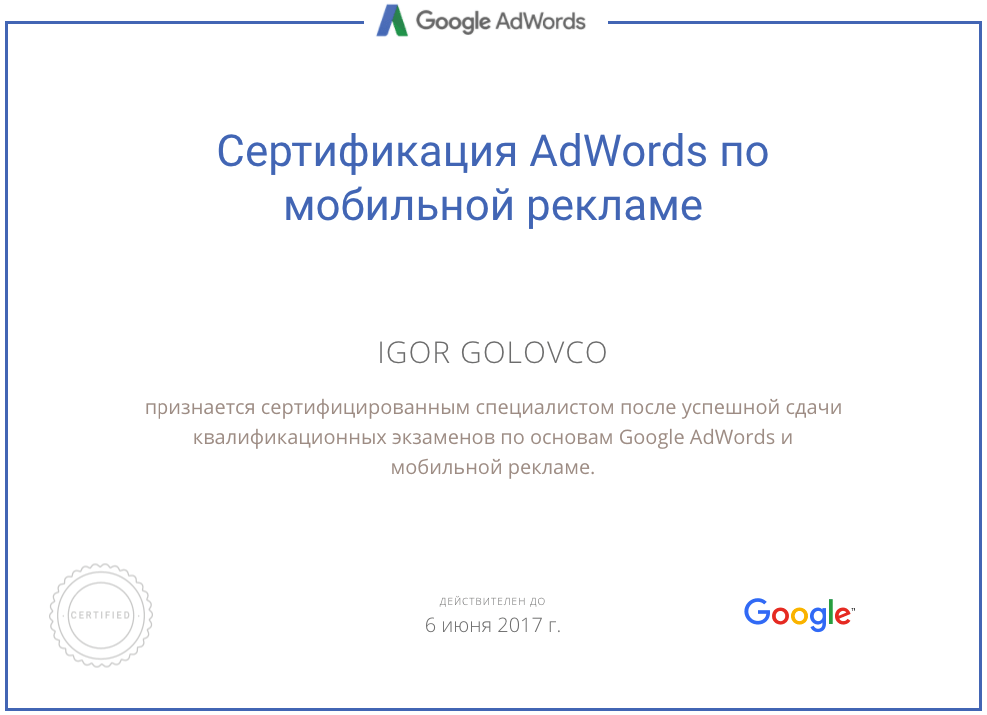 Google AdWords
Сертификация AdWords по
мобильной рекламе
IGOR GOLOVCO
признается сертифицированным специалистом после успешной сдачи
квалификационных экзаменов по основам Google AdWords и
мобильной рекламе.
· CERTIFIED ·
ДЕЙСТВИТЕЛЕН ДО
6 июня 2017 г.
Google™